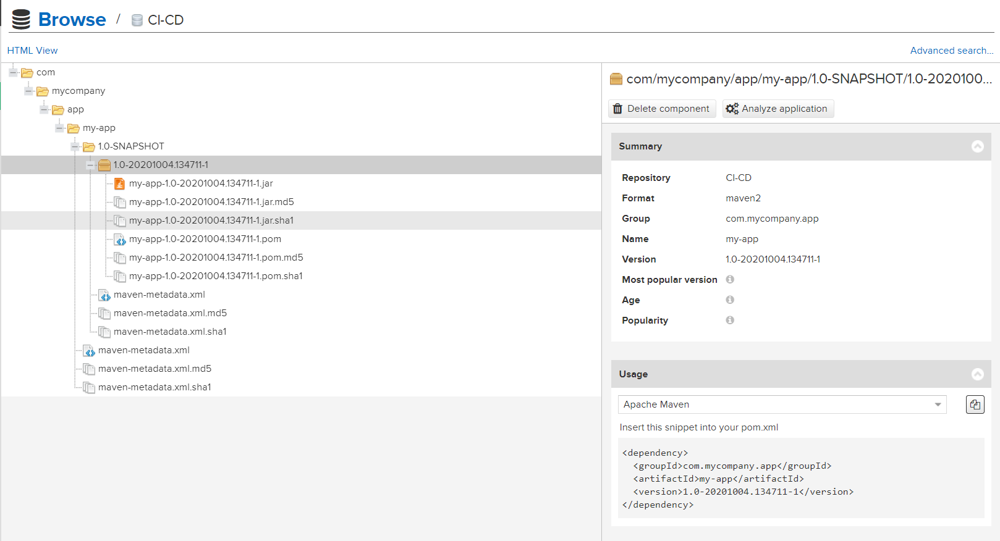 Browse / CI-CD
HTML View
Advanced search...
com
mycompany
app
my-app
1.0-SNAPSHOT
1.0-20201004.134711-1
my-app-1.0-20201004.134711-1.jar
my-app-1.0-20201004.134711-1.jar.md5
my-app-1.0-20201004.134711-1.jar.sha1
my-app-1.0-20201004.134711-1.pom
my-app-1.0-20201004.134711-1.pom.md5
my-app-1.0-20201004.134711-1.pom.sha1
maven-metadata.xml
maven-metadata.xml.md5
maven-metadata.xml.sha1
maven-metadata.xml
maven-metadata.xml.md5
maven-metadata.xml.sha1
com/mycompany/app/my-app/1.0-SNAPSHOT/1.0-2020100...
Delete component
Analyze application
Summary
Repository CI-CD
Format maven2
Group com.mycompany.app
Name my-app
Version 1.0-20201004.134711-1
Most popular version
Age
Popularity
Usage
Apache Maven
Insert this snippet into your pom.xml
<dependency>
  <groupId>com.mycompany.app</groupId>
  <artifactId>my-app</artifactId>
  <version>1.0-20201004.134711-1</version>
</dependency>